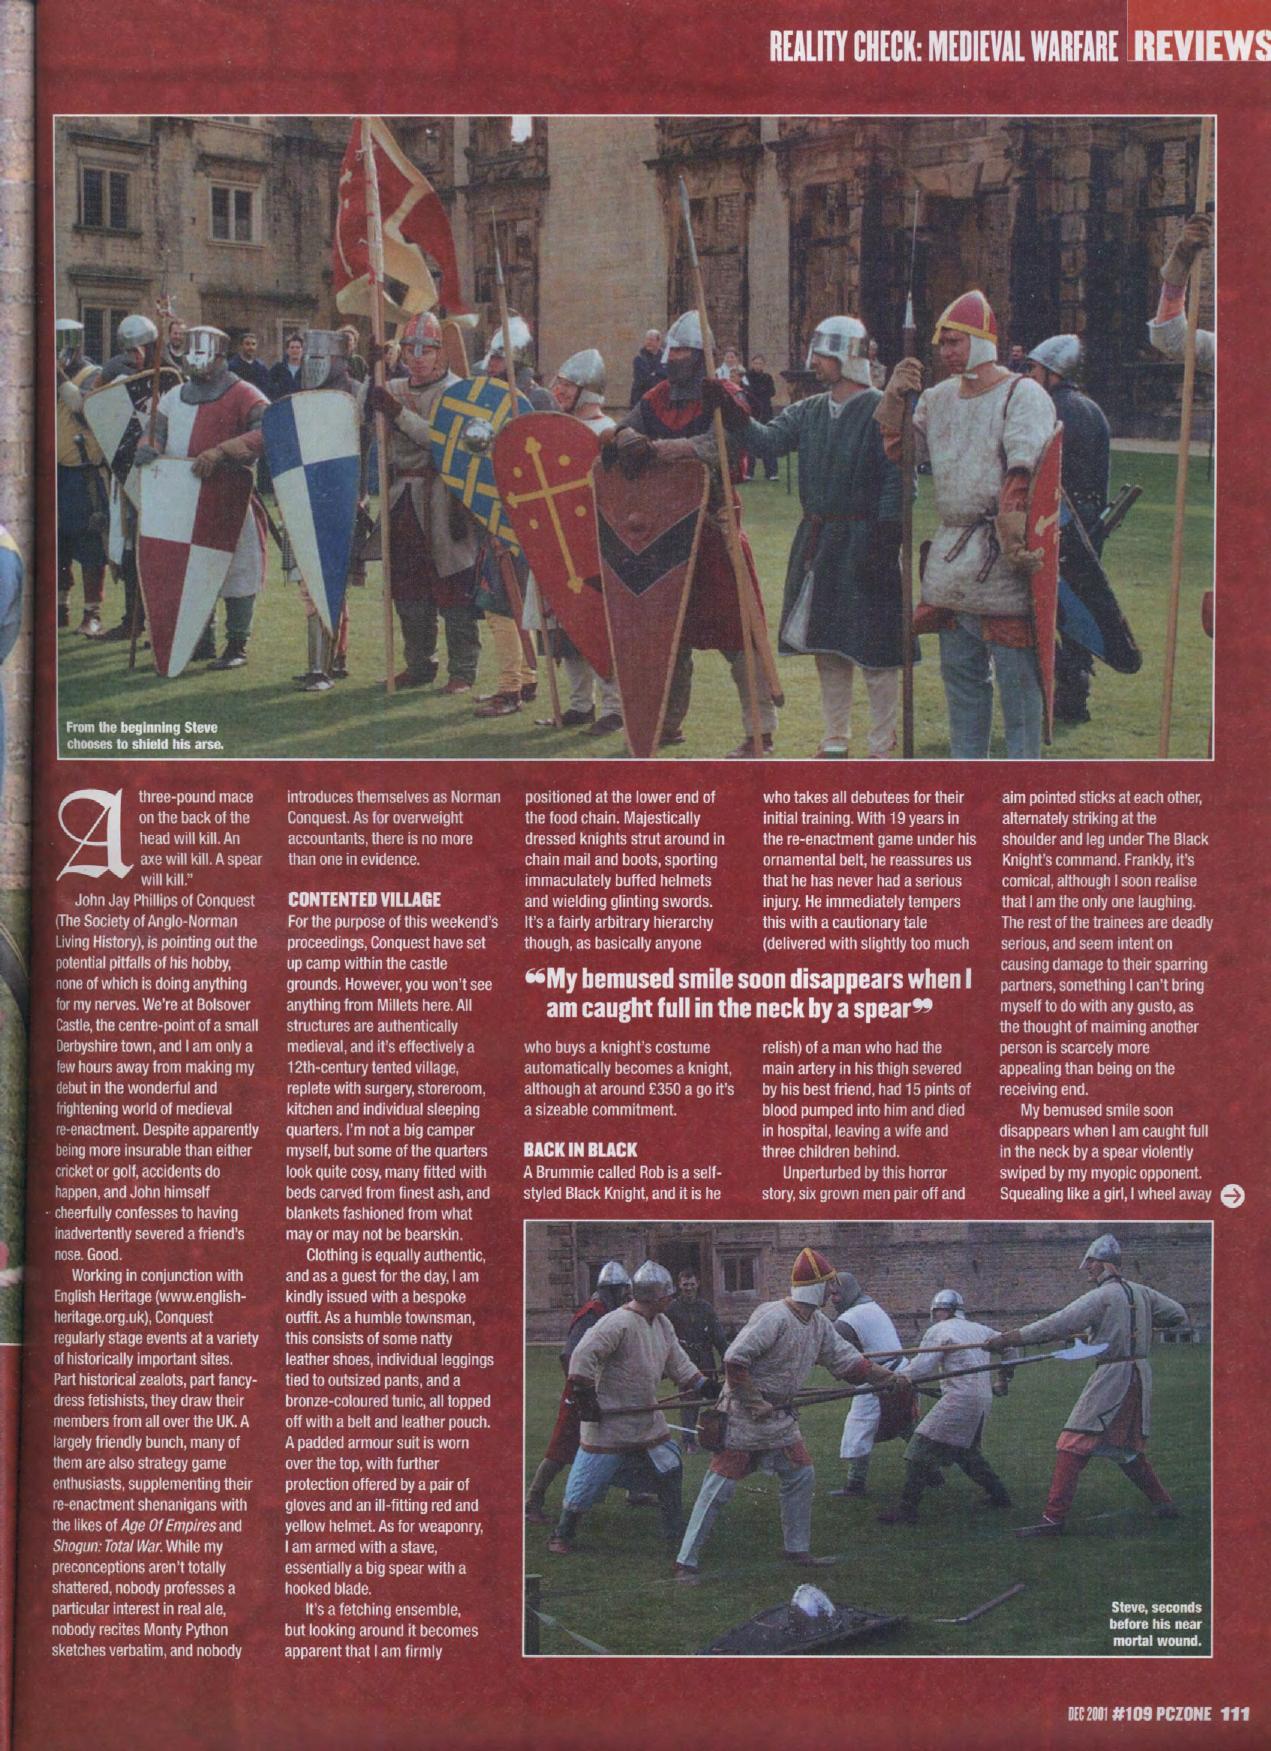 REALITY CHECK: MEDIEVAL WARFARE REVIEWS
From the beginning Steve
chooses to shield his arse.
A three-pound mace
on the back of the
head will kill. An
axe will kill. A spear
will kill.”
John Jay Phillips of Conquest
(The Society of Anglo-Norman
Living History), is pointing out the
potential pitfalls of his hobby,
none of which is doing anything
for my nerves. We're at Bolsover
Castle, the centre-point of a small
Derbyshire town, and I am only a
few hours away from making my
debut in the wonderful and
frightening world of medieval
re-enactment. Despite apparently
being more insurable than either
cricket or golf, accidents do
happen, and John himself
cheerfully confesses to having
inadvertently severed a friend's
nose. Good.
Working in conjunction with
English Heritage (www.english-
heritage.org.uk), Conquest
regularly stage events at a variety
of historically important sites.
Part historical zealots, part fancy-
dress fetishists, they draw their
members from all over the UK. A
largely friendly bunch, many of
them are also strategy game
enthusiasts, supplementing their
re-enactment shenanigans with
the likes of Age Of Empires and
Shogun: Total War. While my
preconceptions aren't totally
shattered, nobody professes a
particular interest in real ale,
nobody recites Monty Python
sketches verbatim, and nobody
introduces themselves as Norman
Conquest. As for overweight
accountants, there is no more
than one in evidence.
CONTENTED VILLAGE
For the purpose of this weekend's
proceedings, Conquest have set
up camp within the castle
grounds. However, you won't see
anything from Millets here. All
structures are authentically
medieval, and it's effectively a
12th-century tented village,
replete with surgery, storeroom,
kitchen and individual sleeping
quarters. I'm not a big camper
myself, but some of the quarters
look quite cosy, many fitted with
beds carved from finest ash, and
blankets fashioned from what
may or may not be bearskin.
Clothing is equally authentic,
and as a guest for the day, I am
kindly issued with a bespoke
outfit. As a humble townsman,
this consists of some natty
leather shoes, individual leggings
tied to outsized pants, and a
bronze-coloured tunic, all topped
off with a belt and leather pouch.
A padded armour suit is worn
over the top, with further
protection offered by a pair of
gloves and an ill-fitting red and
yellow helmet. As for weaponry,
I am armed with a stave,
essentially a big spear with a
hooked blade.
It's a fetching ensemble,
but looking around it becomes
apparent that I am firmly
positioned at the lower end of
the food chain. Majestically
dressed knights strut around in
chain mail and boots, sporting
immaculately buffed helmets
and wielding glinting swords.
It's a fairly arbitrary hierarchy
though, as basically anyone
“My bemused smile soon disappears when I
am caught full in the neck by a spear”
who buys a knight's costume
automatically becomes a knight,
although at around £350 a go it's
a sizeable commitment.
BACK IN BLACK
A Brummie called Rob is a self-
styled Black Knight, and it is he
who takes all debutees for their
initial training. With 19 years in
the re-enactment game under his
ornamental belt, he reassures us
that he has never had a serious
injury. He immediately tempers
this with a cautionary tale
(delivered with slightly too much
relish) of a man who had the
main artery in his thigh severed
by his best friend, had 15 pints of
blood pumped into him and died
in hospital, leaving a wife and
three children behind.
Unperturbed by this horror
story, six grown men pair off and
aim pointed sticks at each other,
alternately striking at the
shoulder and leg under The Black
Knight's command. Frankly, it's
comical, although I soon realise
that I am the only one laughing.
The rest of the trainees are deadly
serious, and seem intent on
causing damage to their sparring
partners, something I can't bring
myself to do with any gusto, as
the thought of maiming another
person is scarcely more
appealing than being on the
receiving end.
My bemused smile soon
disappears when I am caught full
in the neck by a spear violently
swiped by my myopic opponent.
Squealing like a girl, I wheel away
Steve, seconds
before his near
mortal wound.
DEC 2001 #109 PCZONE 111